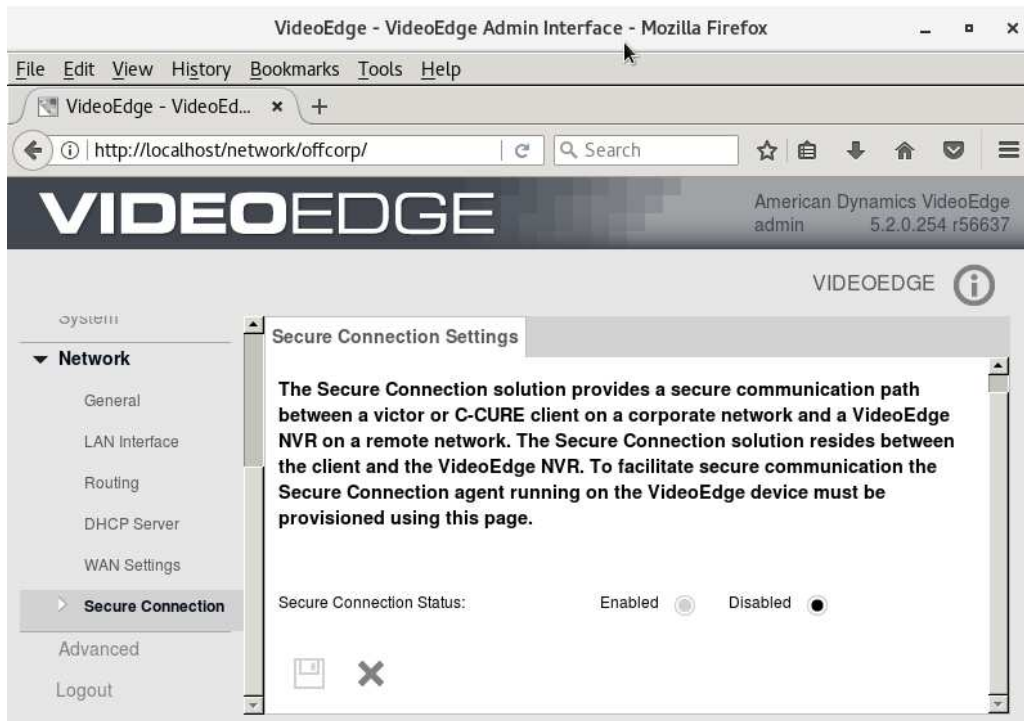 VideoEdge - VideoEdge Admin Interface - Mozilla Firefox
File Edit View History Bookmarks Tools Help
VideoEdge - VideoEd...
http://localhost/network/offcorp/
Search
VIDEOEDGE
American Dynamics VideoEdge
admin 5.2.0.254 r56637
VIDEOEDGE
System
Network
General
LAN Interface
Routing
DHCP Server
WAN Settings
Secure Connection
Advanced
Logout
Secure Connection Settings
The Secure Connection solution provides a secure communication path
between a victor or C-CURE client on a corporate network and a VideoEdge
NVR on a remote network. The Secure Connection solution resides between
the client and the VideoEdge NVR. To facilitate secure communication the
Secure Connection agent running on the VideoEdge device must be
provisioned using this page.
Secure Connection Status: Enabled Disabled